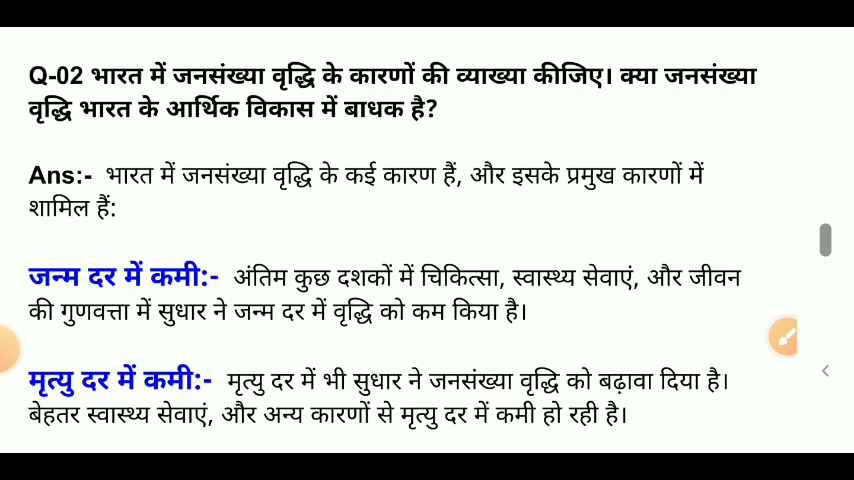 Q-02 भारत में जनसंख्या वृद्धि के कारणों की व्याख्या कीजिए। क्या जनसंख्या
वृद्धि भारत के आर्थिक विकास में बाधक है?
Ans:- भारत में जनसंख्या वृद्धि के कई कारण हैं, और इसके प्रमुख कारणों में
शामिल हैं:
जन्म दर में कमी:- अंतिम कुछ दशकों में चिकित्सा, स्वास्थ्य सेवाएं, और जीवन
की गुणवत्ता में सुधार ने जन्म दर में वृद्धि को कम किया है।
मृत्यु दर में कमी:- मृत्यु दर में भी सुधार ने जनसंख्या वृद्धि को बढ़ावा दिया है।
बेहतर स्वास्थ्य सेवाएं, और अन्य कारणों से मृत्यु दर में कमी हो रही है।